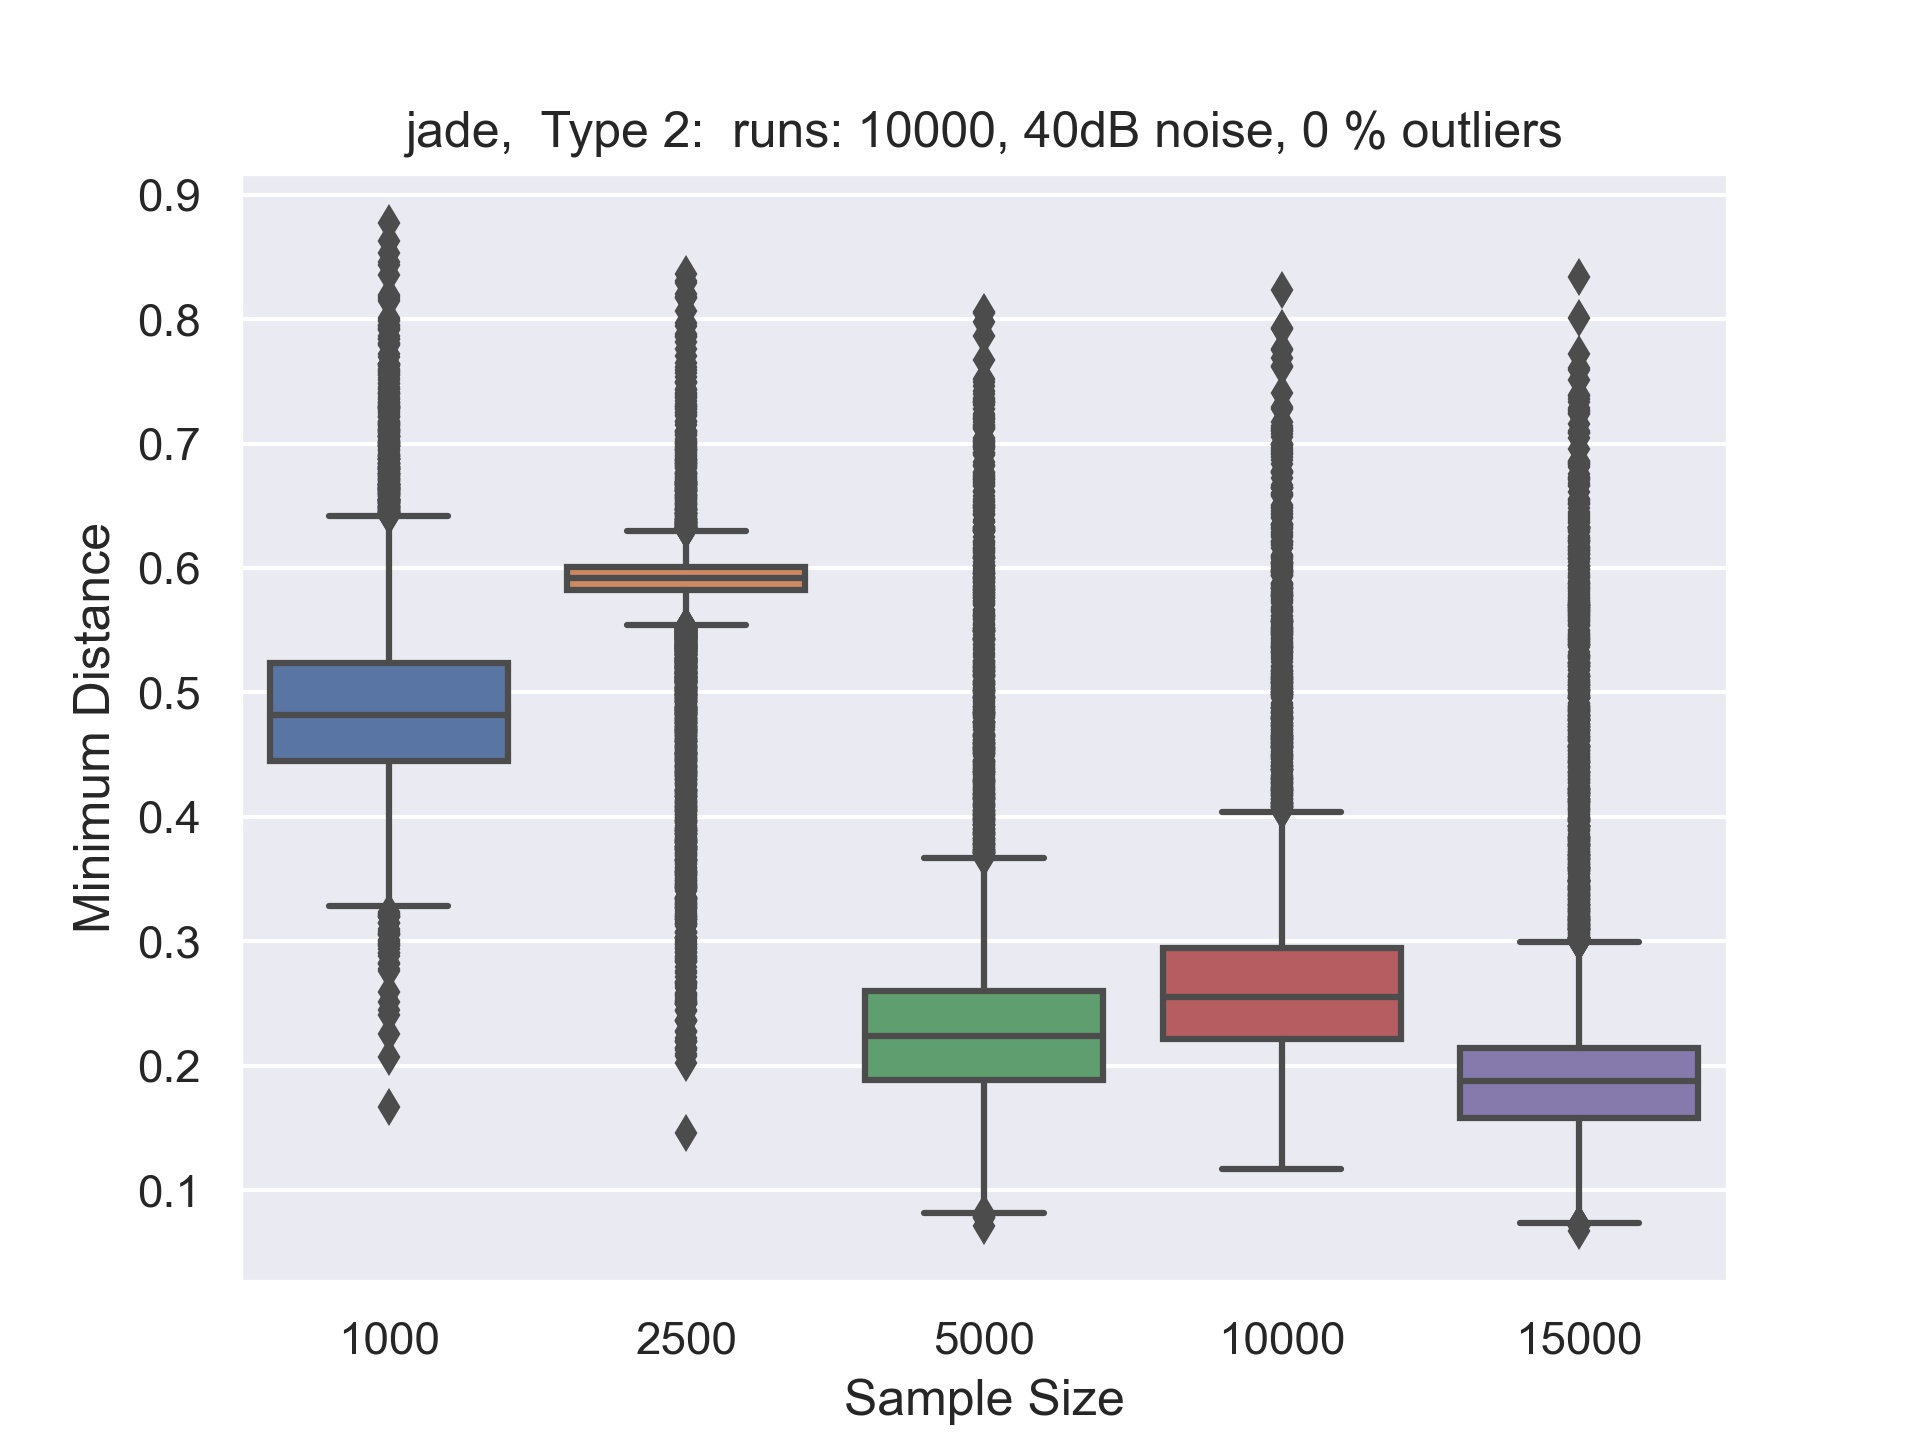 jade,  Type 2:  runs: 10000, 40dB noise, 0 % outliers
0.9
0.8
0.7
0.6
0.5
0.4
0.3
0.2
0.1
Minimum Distance
1000 2500 5000 10000 15000
Sample Size